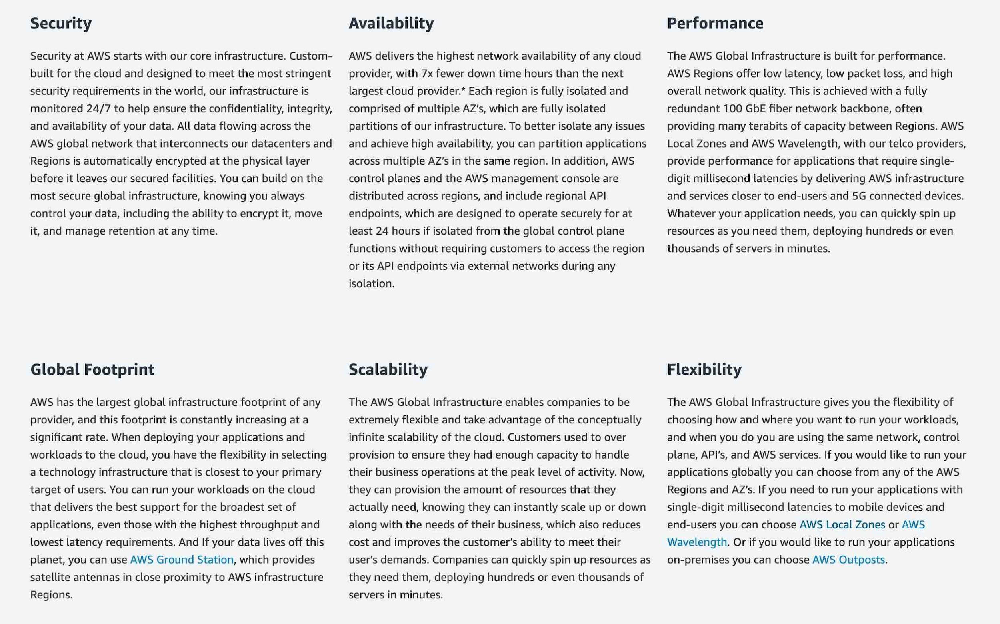 Security
Security at AWS starts with our core infrastructure. Custom-
built for the cloud and designed to meet the most stringent
security requirements in the world, our infrastructure is
monitored 24/7 to help ensure the confidentiality, integrity,
and availability of your data. All data flowing across the
AWS global network that interconnects our datacenters and
Regions is automatically encrypted at the physical layer
before it leaves our secured facilities. You can build on the
most secure global infrastructure, knowing you always
control your data, including the ability to encrypt it, move
it, and manage retention at any time.
Availability
AWS delivers the highest network availability of any cloud
provider, with 7x fewer down time hours than the next
largest cloud provider.* Each region is fully isolated and
comprised of multiple AZ’s, which are fully isolated
partitions of our infrastructure. To better isolate any issues
and achieve high availability, you can partition applications
across multiple AZ’s in the same region. In addition, AWS
control planes and the AWS management console are
distributed across regions, and include regional API
endpoints, which are designed to operate securely for at
least 24 hours if isolated from the global control plane
functions without requiring customers to access the region
or its API endpoints via external networks during any
isolation.
Performance
The AWS Global Infrastructure is built for performance.
AWS Regions offer low latency, low packet loss, and high
overall network quality. This is achieved with a fully
redundant 100 GbE fiber network backbone, often
providing many terabits of capacity between Regions. AWS
Local Zones and AWS Wavelength, with our telco providers,
provide performance for applications that require single-
digit millisecond latencies by delivering AWS infrastructure
and services closer to end-users and 5G connected devices.
Whatever your application needs, you can quickly spin up
resources as you need them, deploying hundreds or even
thousands of servers in minutes.
Global Footprint
AWS has the largest global infrastructure footprint of any
provider, and this footprint is constantly increasing at a
significant rate. When deploying your applications and
workloads to the cloud, you have the flexibility in selecting
a technology infrastructure that is closest to your primary
target of users. You can run your workloads on the cloud
that delivers the best support for the broadest set of
applications, even those with the highest throughput and
lowest latency requirements. And If your data lives off this
planet, you can use AWS Ground Station, which provides
satellite antennas in close proximity to AWS infrastructure
Regions.
Scalability
The AWS Global Infrastructure enables companies to be
extremely flexible and take advantage of the conceptually
infinite scalability of the cloud. Customers used to over
provision to ensure they had enough capacity to handle
their business operations at the peak level of activity. Now,
they can provision the amount of resources that they
actually need, knowing they can instantly scale up or down
along with the needs of their business, which also reduces
cost and improves the customer’s ability to meet their
user’s demands. Companies can quickly spin up resources as
they need them, deploying hundreds or even thousands of
servers in minutes.
Flexibility
The AWS Global Infrastructure gives you the flexibility of
choosing how and where you want to run your workloads,
and when you do you are using the same network, control
plane, API’s, and AWS services. If you would like to run your
applications globally you can choose from any of the AWS
Regions and AZ’s. If you need to run your applications with
single-digit millisecond latencies to mobile devices and
end-users you can choose AWS Local Zones or AWS
Wavelength. Or if you would like to run your applications
on-premises you can choose AWS Outposts.